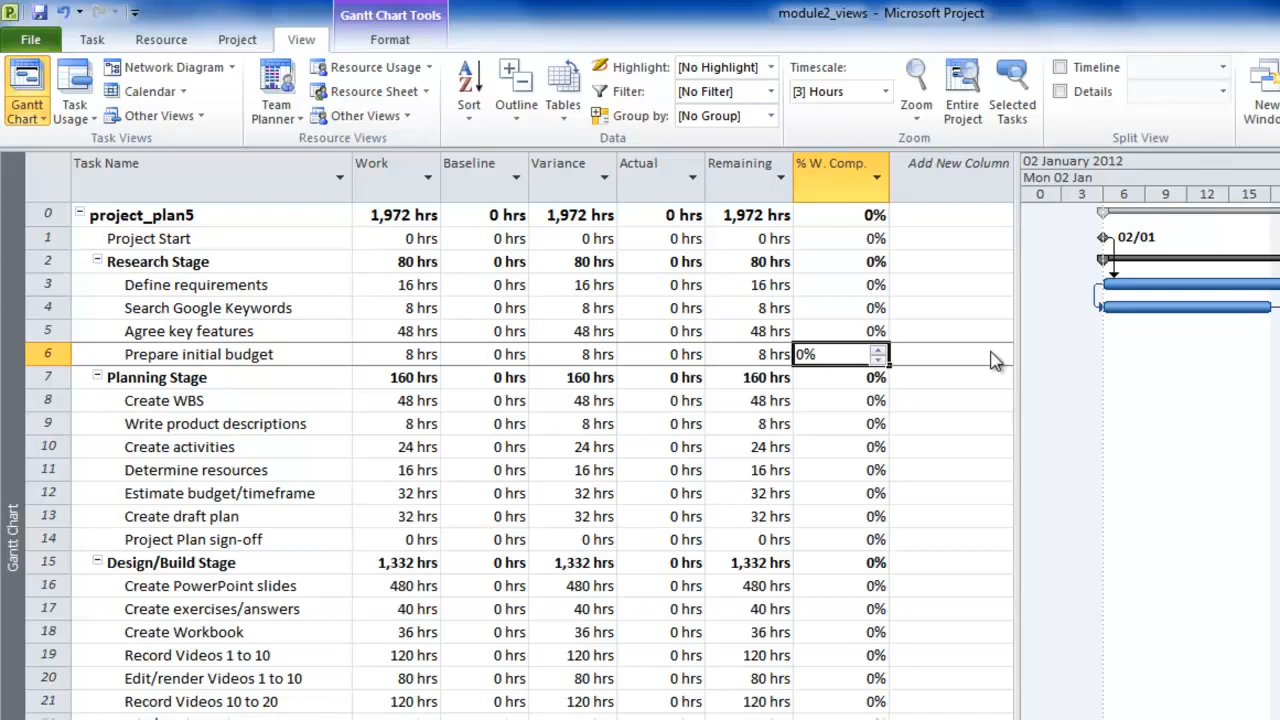 Gantt Chart Tools
module2_views - Microsoft Project
File Task Resource Project View Format
Gantt Chart
Task Usage
Network Diagram
Calendar
Other Views
Task Views
Team Planner
Resource Usage
Resource Sheet
Other Views
Resource Views
Sort
Outline
Tables
Highlight: [No Highlight]
Filter: [No Filter]
Group by: [No Group]
Data
Timescale:
[3] Hours
Zoom
Entire Project
Selected Tasks
Zoom
Timeline
Details
Split View
New
Task Name Work Baseline Variance Actual Remaining % W. Comp. Add New Column
0 project_plan5 1,972 hrs 0 hrs 1,972 hrs 0 hrs 1,972 hrs 0%
1 Project Start 0 hrs 0 hrs 0 hrs 0 hrs 0 hrs 0%
2 Research Stage 80 hrs 0 hrs 80 hrs 0 hrs 80 hrs 0%
3 Define requirements 16 hrs 0 hrs 16 hrs 0 hrs 16 hrs 0%
4 Search Google Keywords 8 hrs 0 hrs 8 hrs 0 hrs 8 hrs 0%
5 Agree key features 48 hrs 0 hrs 48 hrs 0 hrs 48 hrs 0%
6 Prepare initial budget 8 hrs 0 hrs 8 hrs 0 hrs 8 hrs 0%
7 Planning Stage 160 hrs 0 hrs 160 hrs 0 hrs 160 hrs 0%
8 Create WBS 48 hrs 0 hrs 48 hrs 0 hrs 48 hrs 0%
9 Write product descriptions 8 hrs 0 hrs 8 hrs 0 hrs 8 hrs 0%
10 Create activities 24 hrs 0 hrs 24 hrs 0 hrs 24 hrs 0%
11 Determine resources 16 hrs 0 hrs 16 hrs 0 hrs 16 hrs 0%
12 Estimate budget/timeframe 32 hrs 0 hrs 32 hrs 0 hrs 32 hrs 0%
13 Create draft plan 32 hrs 0 hrs 32 hrs 0 hrs 32 hrs 0%
14 Project Plan sign-off 0 hrs 0 hrs 0 hrs 0 hrs 0 hrs 0%
15 Design/Build Stage 1,332 hrs 0 hrs 1,332 hrs 0 hrs 1,332 hrs 0%
16 Create PowerPoint slides 480 hrs 0 hrs 480 hrs 0 hrs 480 hrs 0%
17 Create exercises/answers 40 hrs 0 hrs 40 hrs 0 hrs 40 hrs 0%
18 Create Workbook 36 hrs 0 hrs 36 hrs 0 hrs 36 hrs 0%
19 Record Videos 1 to 10 120 hrs 0 hrs 120 hrs 0 hrs 120 hrs 0%
20 Edit/render Videos 1 to 10 80 hrs 0 hrs 80 hrs 0 hrs 80 hrs 0%
21 Record Videos 10 to 20 120 hrs 0 hrs 120 hrs 0 hrs 120 hrs 0%
Gantt Chart
02 January 2012
Mon 02 Jan
0 3 6 9 12 15
02/01